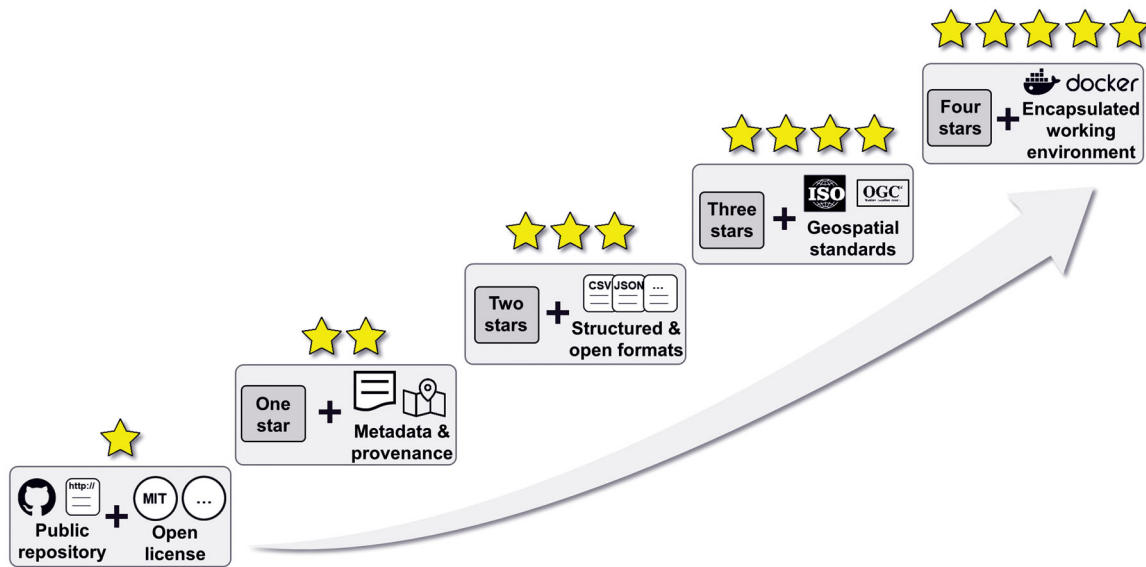 docker
Four
stars
+
Encapsulated
working
environment
ISO
OGC
Three
stars
+
Geospatial
standards
CSV
JSON
...
Two
stars
+
Structured &
open formats
One
star
+
Metadata &
provenance
http://
MIT
...
+
Public
repository
Open
license